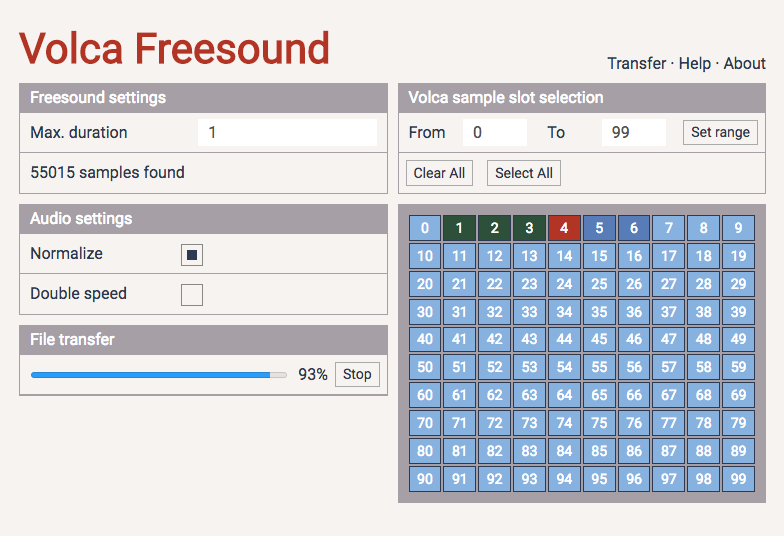 Volca Freesound
Transfer · Help · About
Freesound settings
Max. duration 1
55015 samples found
Audio settings
Normalize
Double speed
File transfer
93% Stop
Volca sample slot selection
From 0 To 99 Set range
Clear All Select All
0 1 2 3 4 5 6 7 8 9
10 11 12 13 14 15 16 17 18 19
20 21 22 23 24 25 26 27 28 29
30 31 32 33 34 35 36 37 38 39
40 41 42 43 44 45 46 47 48 49
50 51 52 53 54 55 56 57 58 59
60 61 62 63 64 65 66 67 68 69
70 71 72 73 74 75 76 77 78 79
80 81 82 83 84 85 86 87 88 89
90 91 92 93 94 95 96 97 98 99